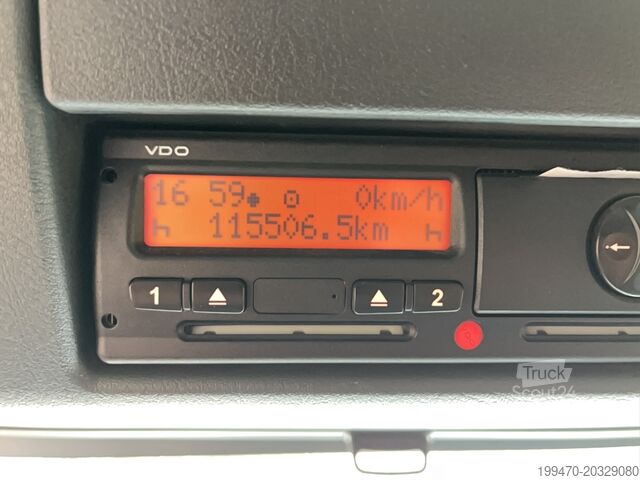 VDO
16 59 0km/h
115506.5km
1
2
Truck
Scout24
199470-20329080